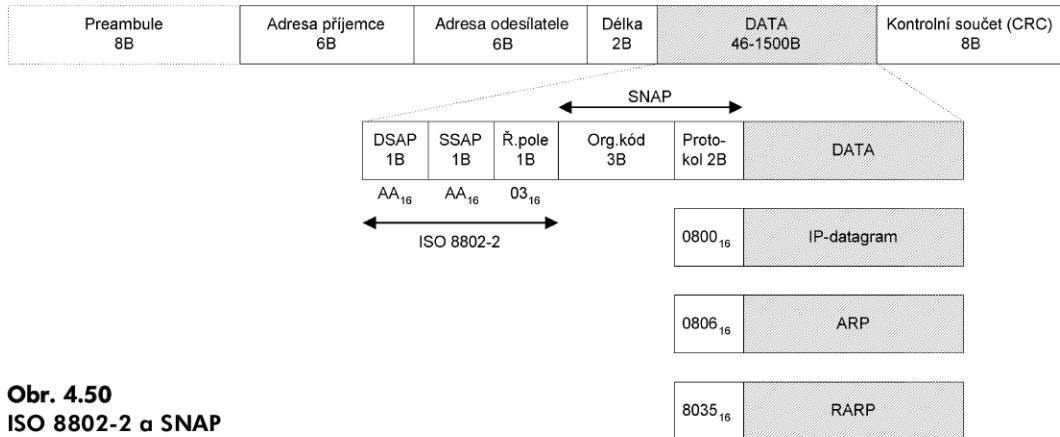 Preambule
8B
Adresa příjemce
6B
Adresa odesílatele
6B
Délka
2B
DATA
46-1500B
Kontrolní součet (CRC)
8B
SNAP
DSAP
1B
SSAP
1B
Ř.pole
1B
Org.kód
3B
Proto-
kol 2B
DATA
AA16
AA16
0316
ISO 8802-2
080016
IP-datagram
080616
ARP
803516
RARP
Obr. 4.50
ISO 8802-2 a SNAP